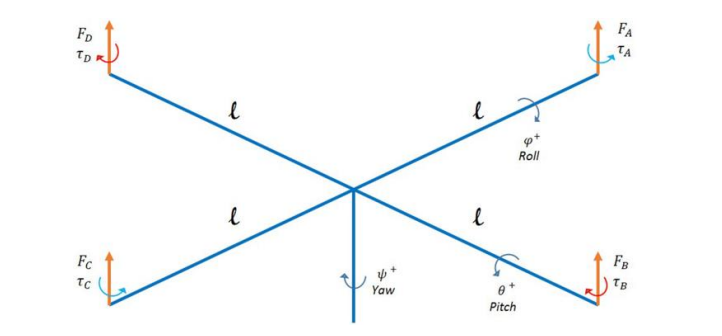 F_D
τ_D
F_A
τ_A
ℓ
ℓ
φ⁺
Roll
ℓ
ℓ
F_C
τ_C
ψ⁺
Yaw
θ⁺
Pitch
F_B
τ_B